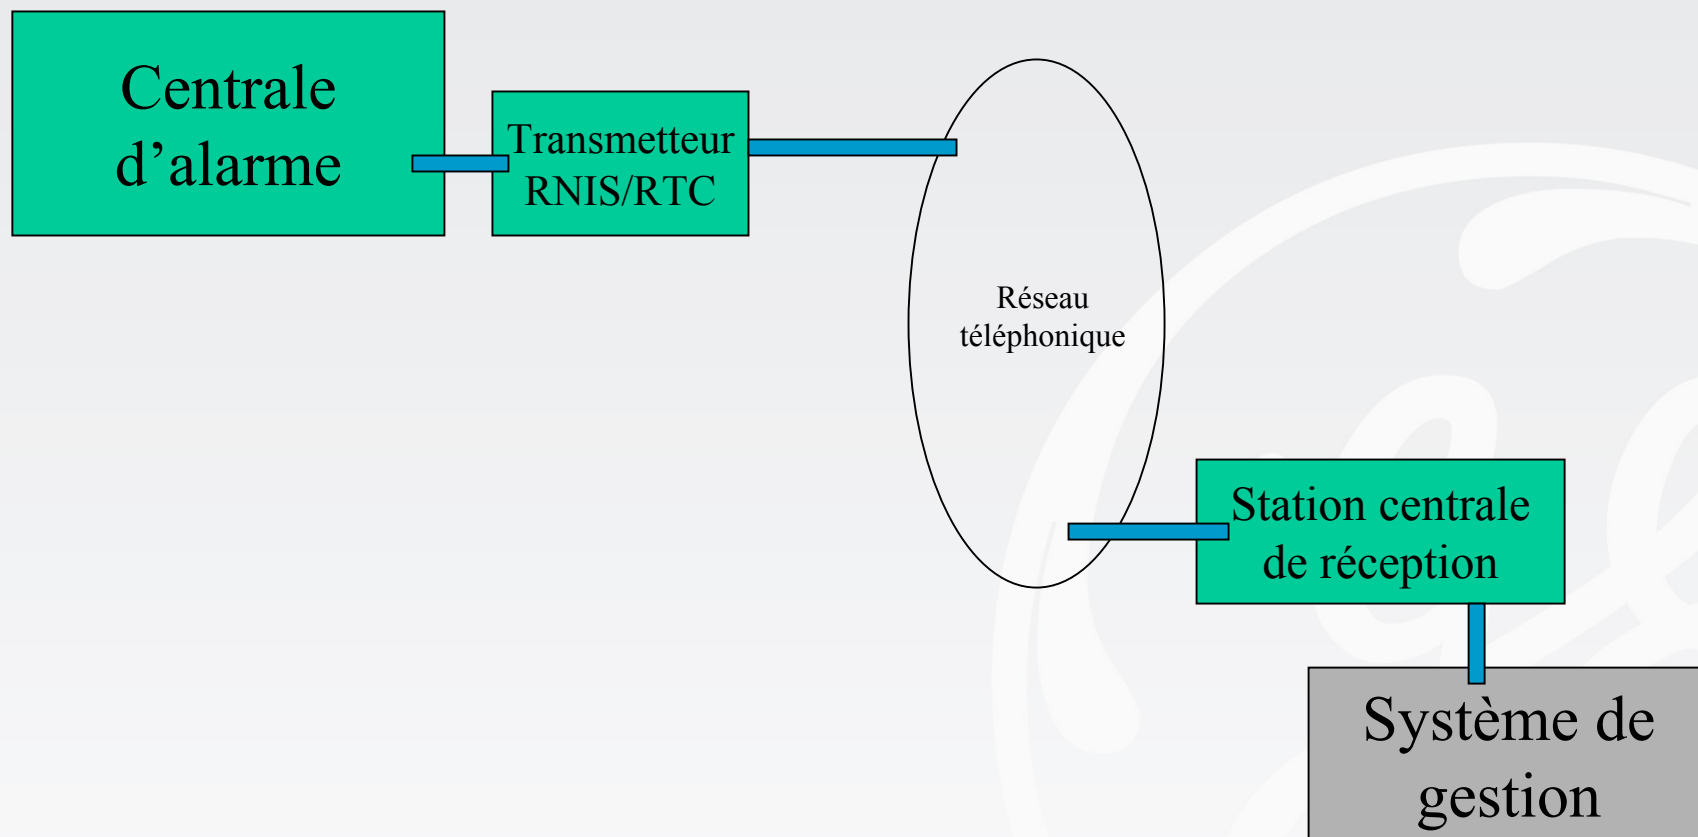 Centrale
d’alarme
Transmetteur
RNIS/RTC
Réseau
téléphonique
Station centrale
de réception
Système de
gestion